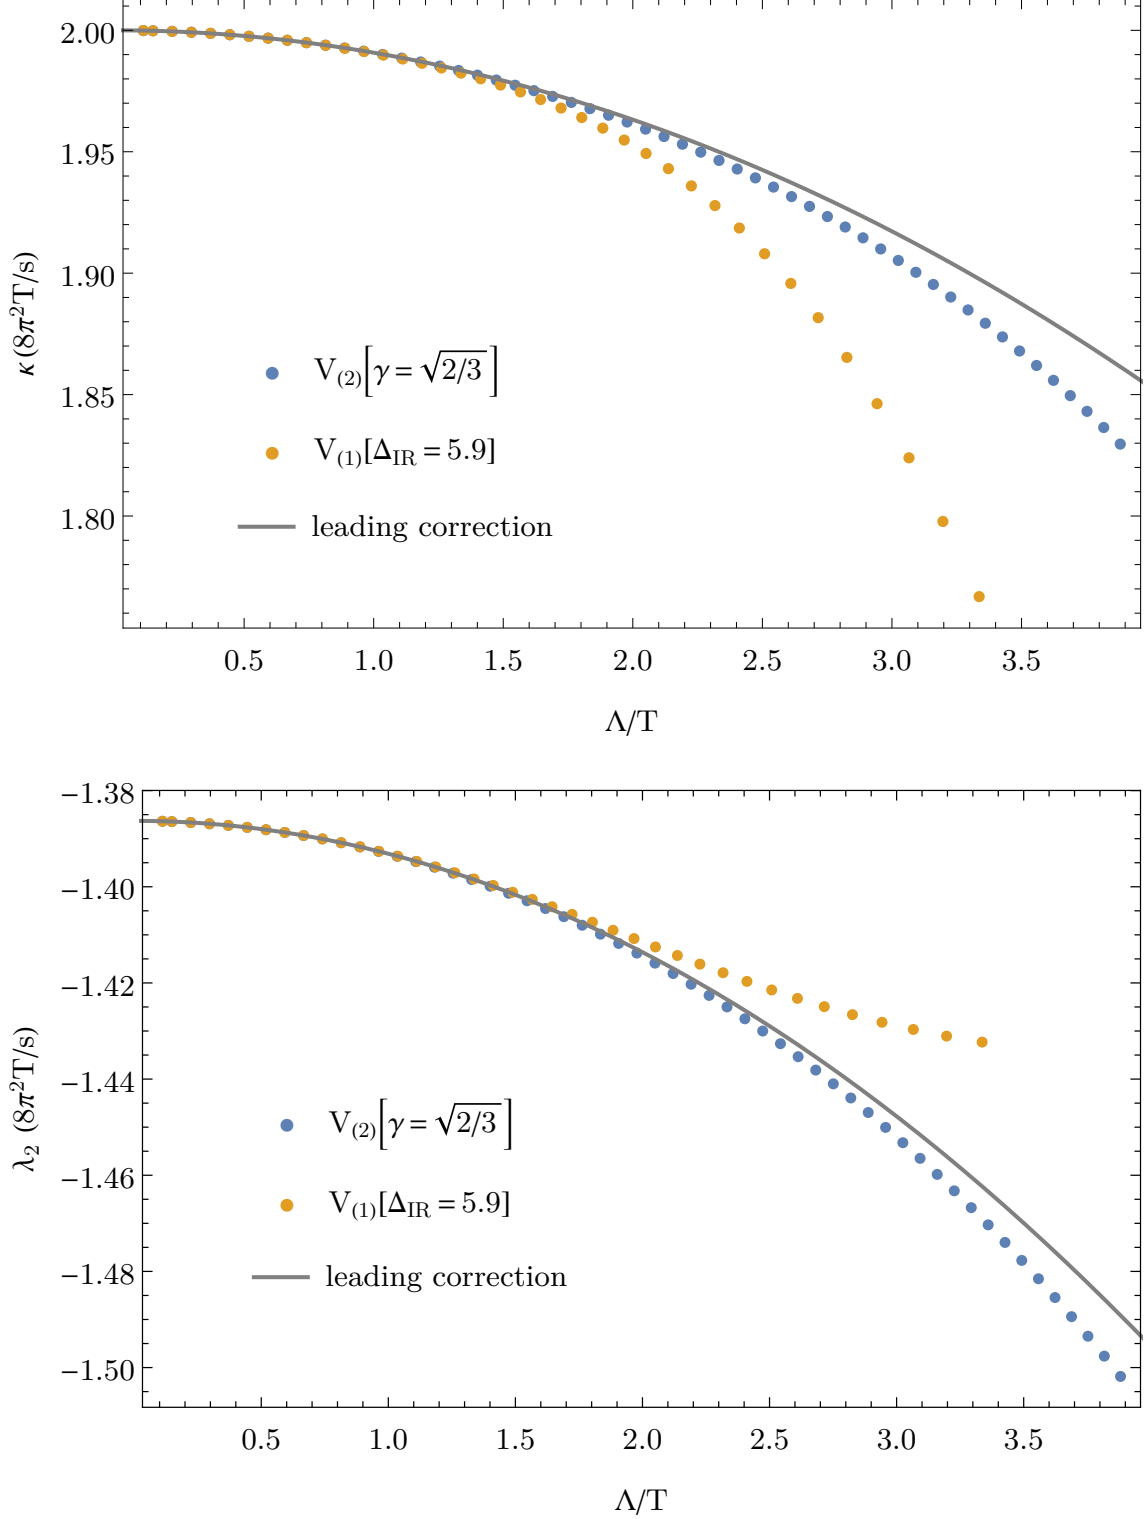 2.00
1.95
1.90
1.85
1.80
κ (8π²T/s)
V(2)[γ = √2/3]
V(1)[ΔIR = 5.9]
leading correction
0.5 1.0 1.5 2.0 2.5 3.0 3.5
Λ/T
−1.38
−1.40
−1.42
−1.44
−1.46
−1.48
−1.50
λ₂ (8π²T/s)
V(2)[γ = √2/3]
V(1)[ΔIR = 5.9]
leading correction
0.5 1.0 1.5 2.0 2.5 3.0 3.5
Λ/T